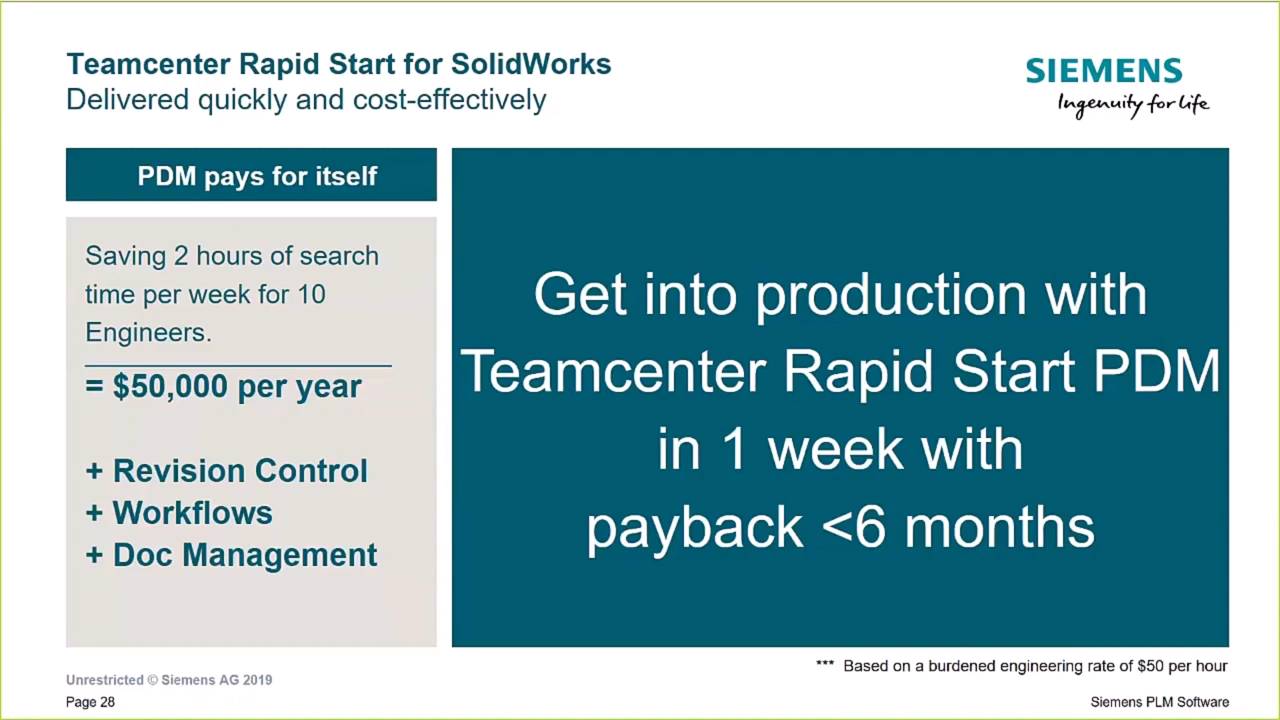 Teamcenter Rapid Start for SolidWorks
Delivered quickly and cost-effectively
SIEMENS
Ingenuity for life
PDM pays for itself
Saving 2 hours of search
time per week for 10
Engineers.
= $50,000 per year
+ Revision Control
+ Workflows
+ Doc Management
Get into production with
Teamcenter Rapid Start PDM
in 1 week with
payback <6 months
*** Based on a burdened engineering rate of $50 per hour
Unrestricted © Siemens AG 2019
Page 28
Siemens PLM Software